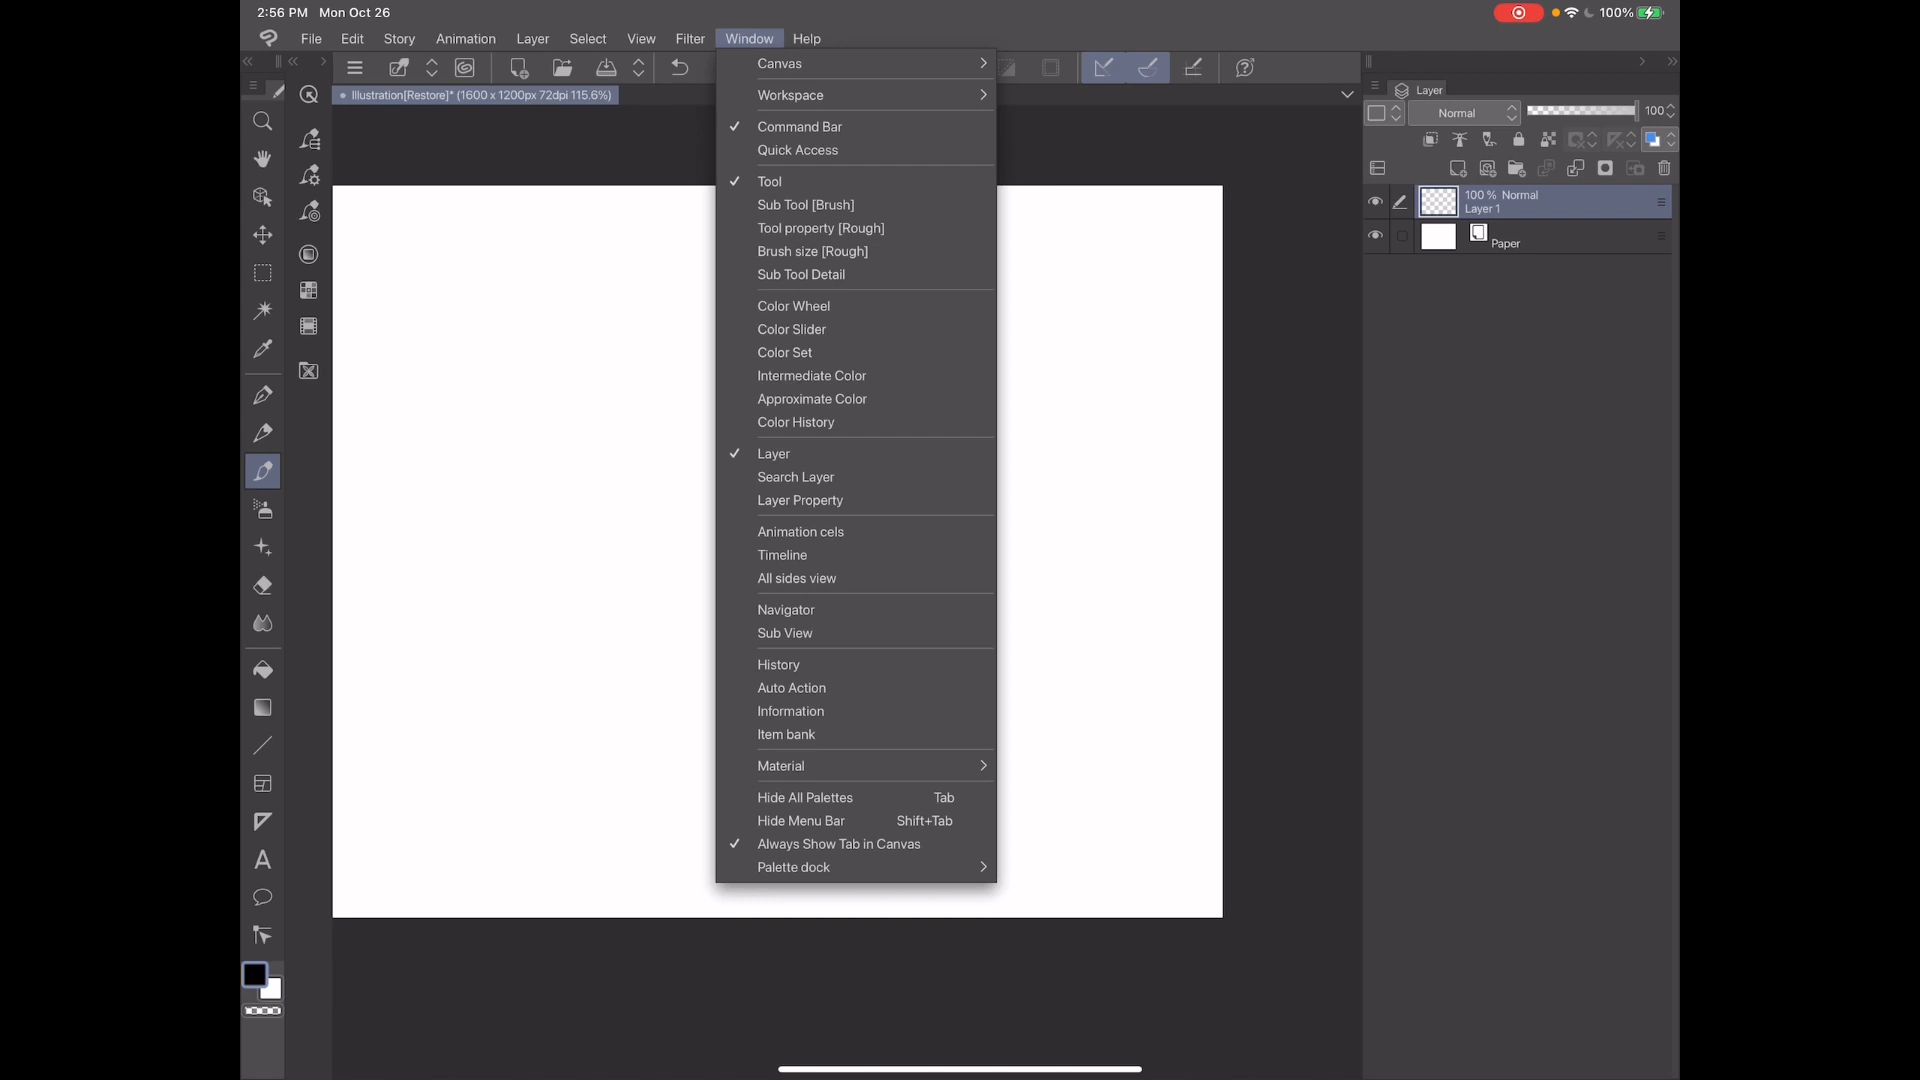 2:56 PM Mon Oct 26
100%
File Edit Story Animation Layer Select View Filter Window Help
Illustration[Restore]* (1600 x 1200px 72dpi 115.6%)
Canvas
Workspace
Command Bar
Quick Access
Tool
Sub Tool [Brush]
Tool property [Rough]
Brush size [Rough]
Sub Tool Detail
Color Wheel
Color Slider
Color Set
Intermediate Color
Approximate Color
Color History
Layer
Search Layer
Layer Property
Animation cels
Timeline
All sides view
Navigator
Sub View
History
Auto Action
Information
Item bank
Material
Hide All Palettes Tab
Hide Menu Bar Shift+Tab
Always Show Tab in Canvas
Palette dock
Layer
Normal 100
100 % Normal
Layer 1
Paper